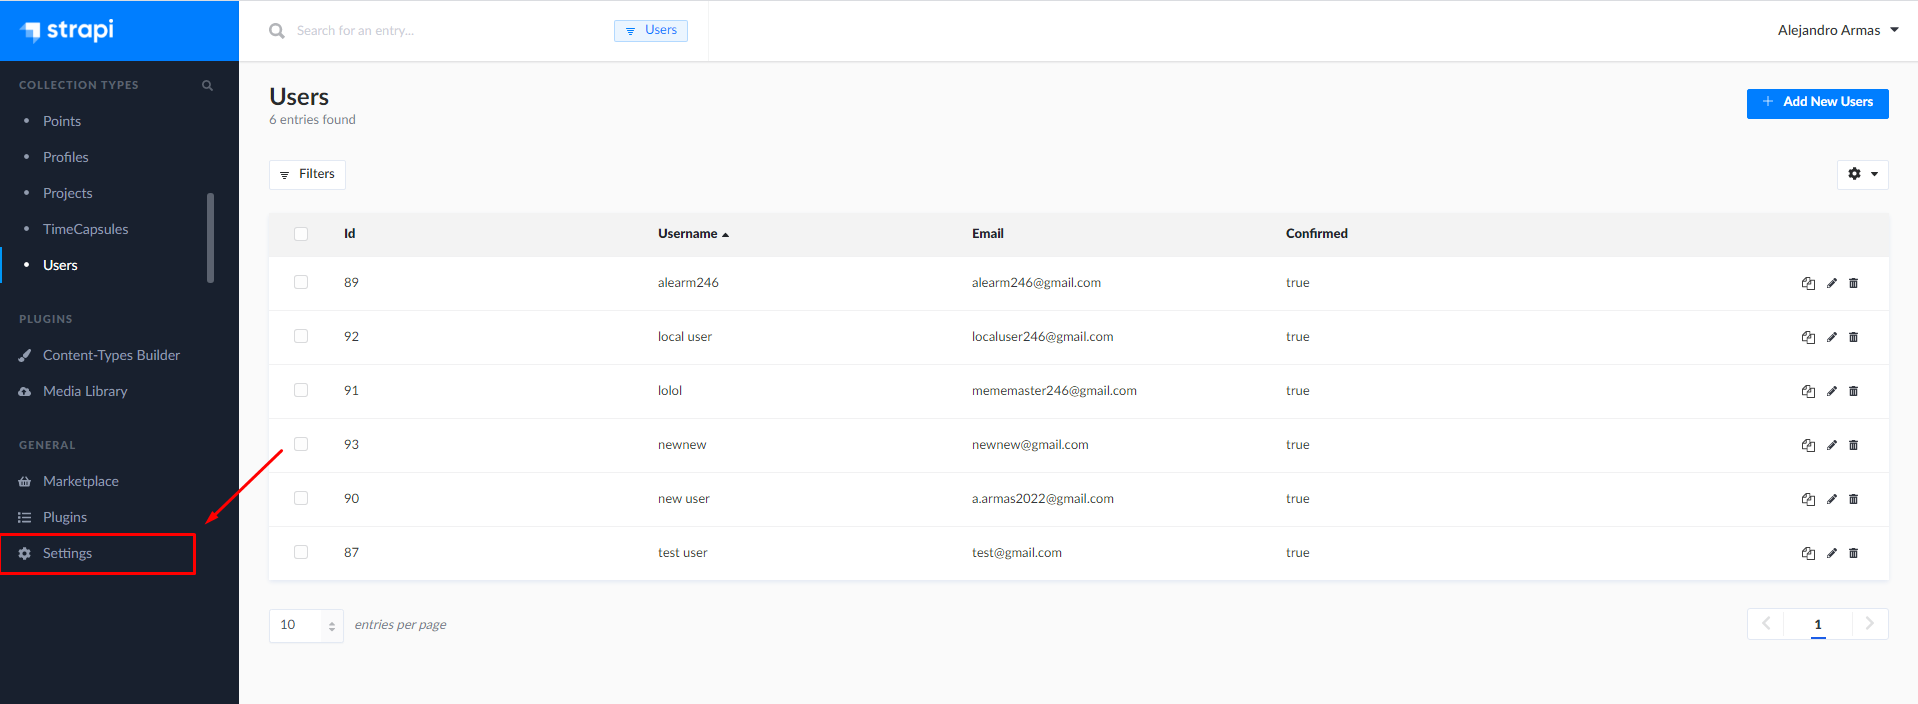 strapi
Search for an entry...
Users
Alejandro Armas
COLLECTION TYPES
Points
Profiles
Projects
TimeCapsules
Users
PLUGINS
Content-Types Builder
Media Library
GENERAL
Marketplace
Plugins
Settings
Users
6 entries found
Add New Users
Filters
Id Username Email Confirmed
89 alearm246 alearm246@gmail.com true
92 local user localuser246@gmail.com true
91 lolol mememaster246@gmail.com true
93 newnew newnew@gmail.com true
90 new user a.armas2022@gmail.com true
87 test user test@gmail.com true
10 entries per page
1